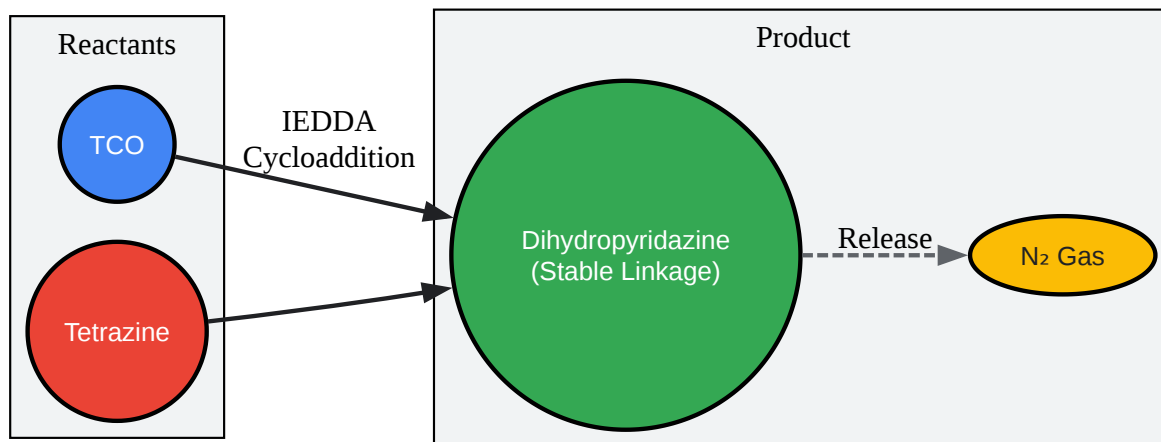 Reactants
TCO
Tetrazine
IEDDA
Cycloaddition
Product
Dihydropyridazine
(Stable Linkage)
Release
N₂ Gas